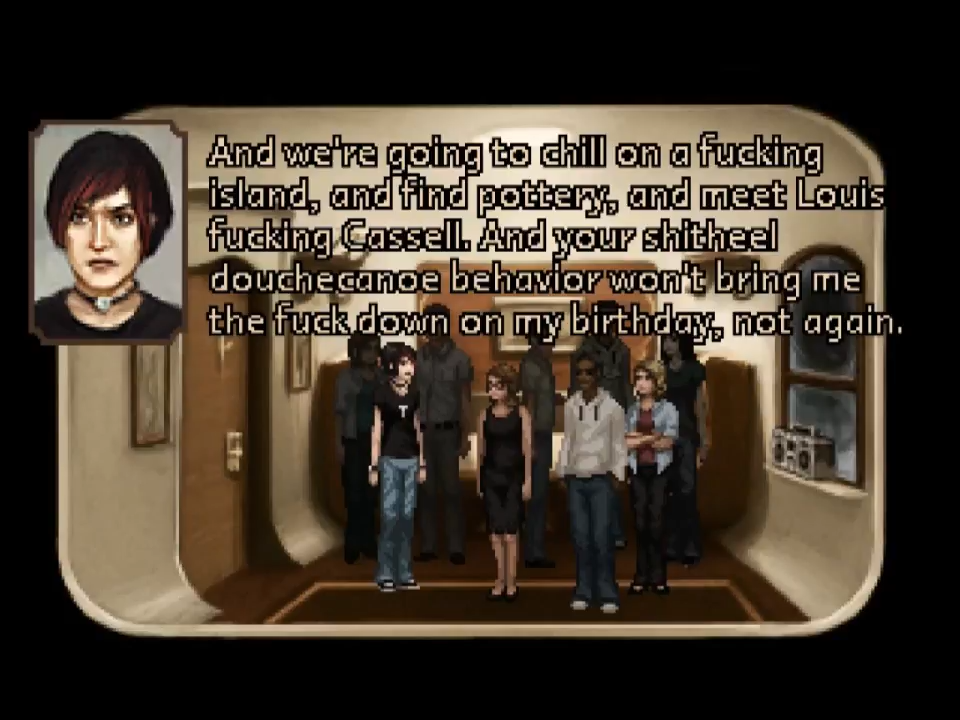 And we're going to chill on a fucking
island, and find pottery, and meet Louis
fucking Cassell. And your shitheel
douchecanoe behavior won't bring me
the fuck down on my birthday, not again.
T